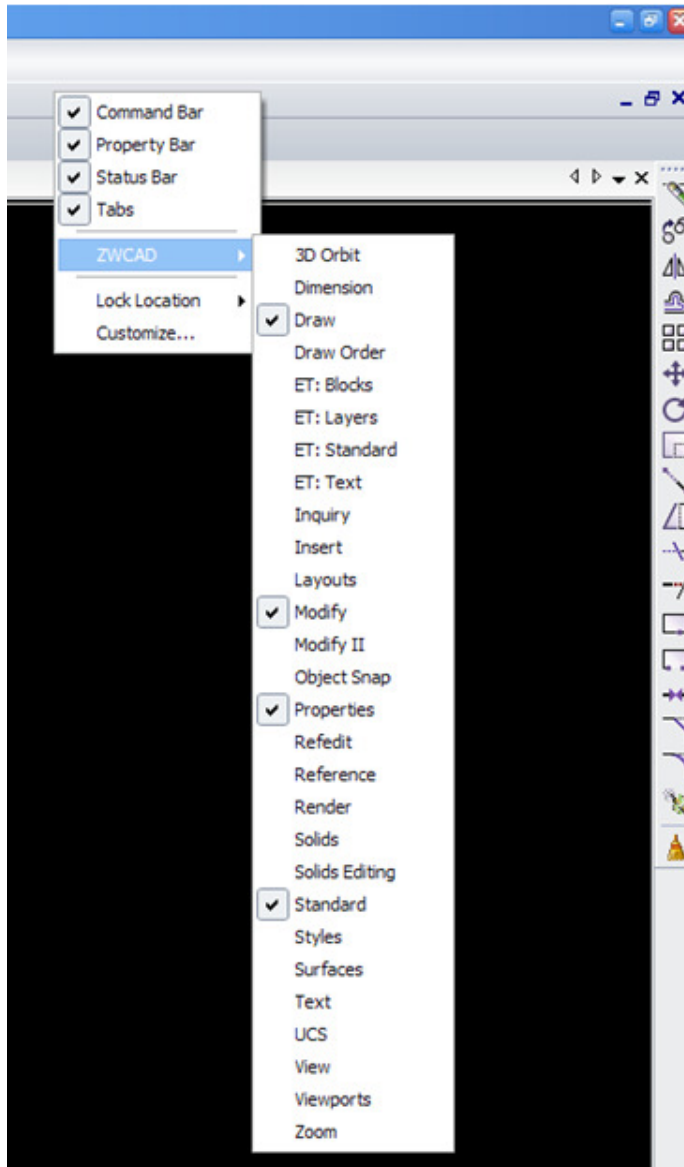 Command Bar
Property Bar
Status Bar
Tabs
ZWCAD
Lock Location
Customize...
3D Orbit
Dimension
Draw
Draw Order
ET: Blocks
ET: Layers
ET: Standard
ET: Text
Inquiry
Insert
Layouts
Modify
Modify II
Object Snap
Properties
Refedit
Reference
Render
Solids
Solids Editing
Standard
Styles
Surfaces
Text
UCS
View
Viewports
Zoom